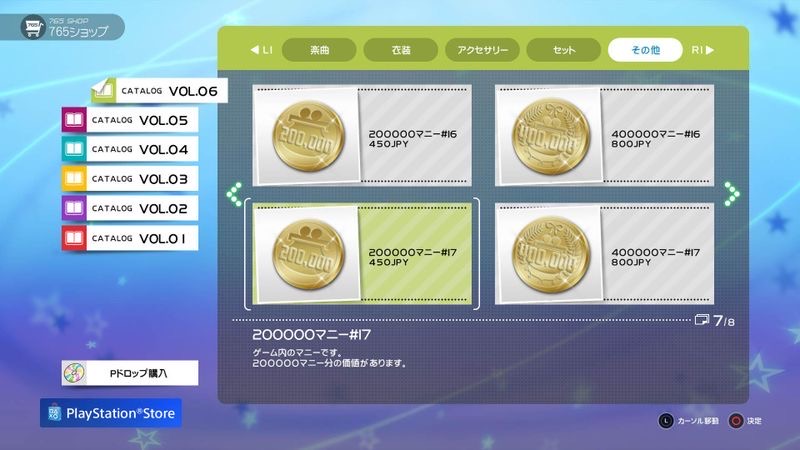 765 SHOP
765ショップ
L1
楽曲
衣装
アクセサリー
セット
その他
R1
CATALOG VOL.06
CATALOG VOL.05
CATALOG VOL.04
CATALOG VOL.03
CATALOG VOL.02
CATALOG VOL.01
200.000
200000マニー#16
450JPY
400.000
400000マニー#16
800JPY
200.000
200000マニー#17
450JPY
400.000
400000マニー#17
800JPY
7/8
200000マニー#17
ゲーム内のマニーです。
200000マニー分の価値があります。
Pドロップ購入
PlayStation®Store
L カーソル移動
決定